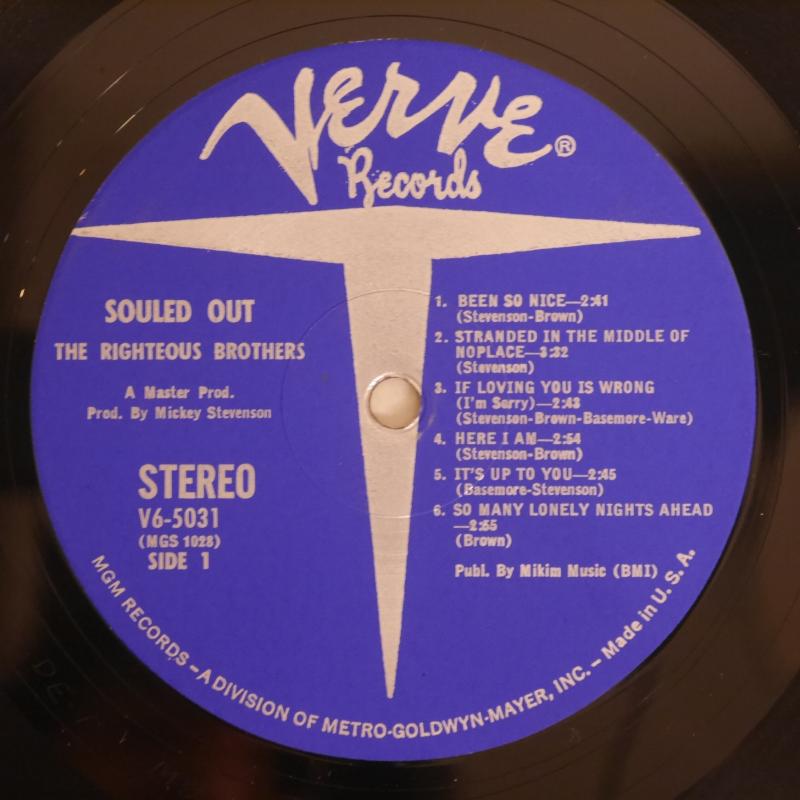 Verve ®
Records
SOULED OUT
THE RIGHTEOUS BROTHERS
A Master Prod.
Prod. By Mickey Stevenson
STEREO
V6-5031
(MGS 1028)
SIDE 1
1. BEEN SO NICE—2:41
(Stevenson-Brown)
2. STRANDED IN THE MIDDLE OF
NOPLACE—3:32
(Stevenson)
3. IF LOVING YOU IS WRONG
(I'm Sorry)—2:43
(Stevenson-Brown-Basemore-Ware)
4. HERE I AM—2:54
(Stevenson-Brown)
5. IT'S UP TO YOU—2:45
(Basemore-Stevenson)
6. SO MANY LONELY NIGHTS AHEAD
—2:55
(Brown)
Publ. By Mikim Music (BMI)
MGM RECORDS – A DIVISION OF METRO-GOLDWYN-MAYER, INC. – Made in U. S. A.